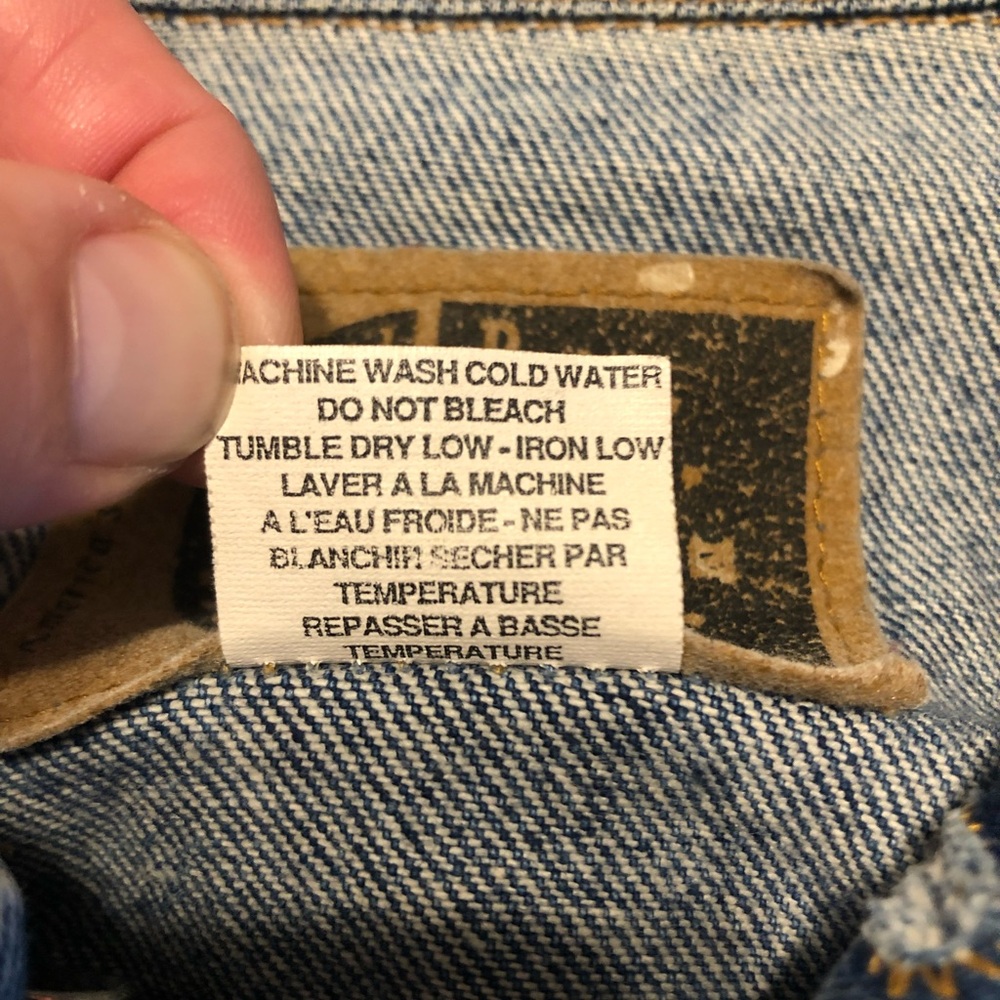 MACHINE WASH COLD WATER
DO NOT BLEACH
TUMBLE DRY LOW - IRON LOW
LAVER A LA MACHINE
A L'EAU FROIDE - NE PAS
BLANCHIR SECHER PAR
TEMPERATURE
REPASSER A BASSE
TEMPERATURE